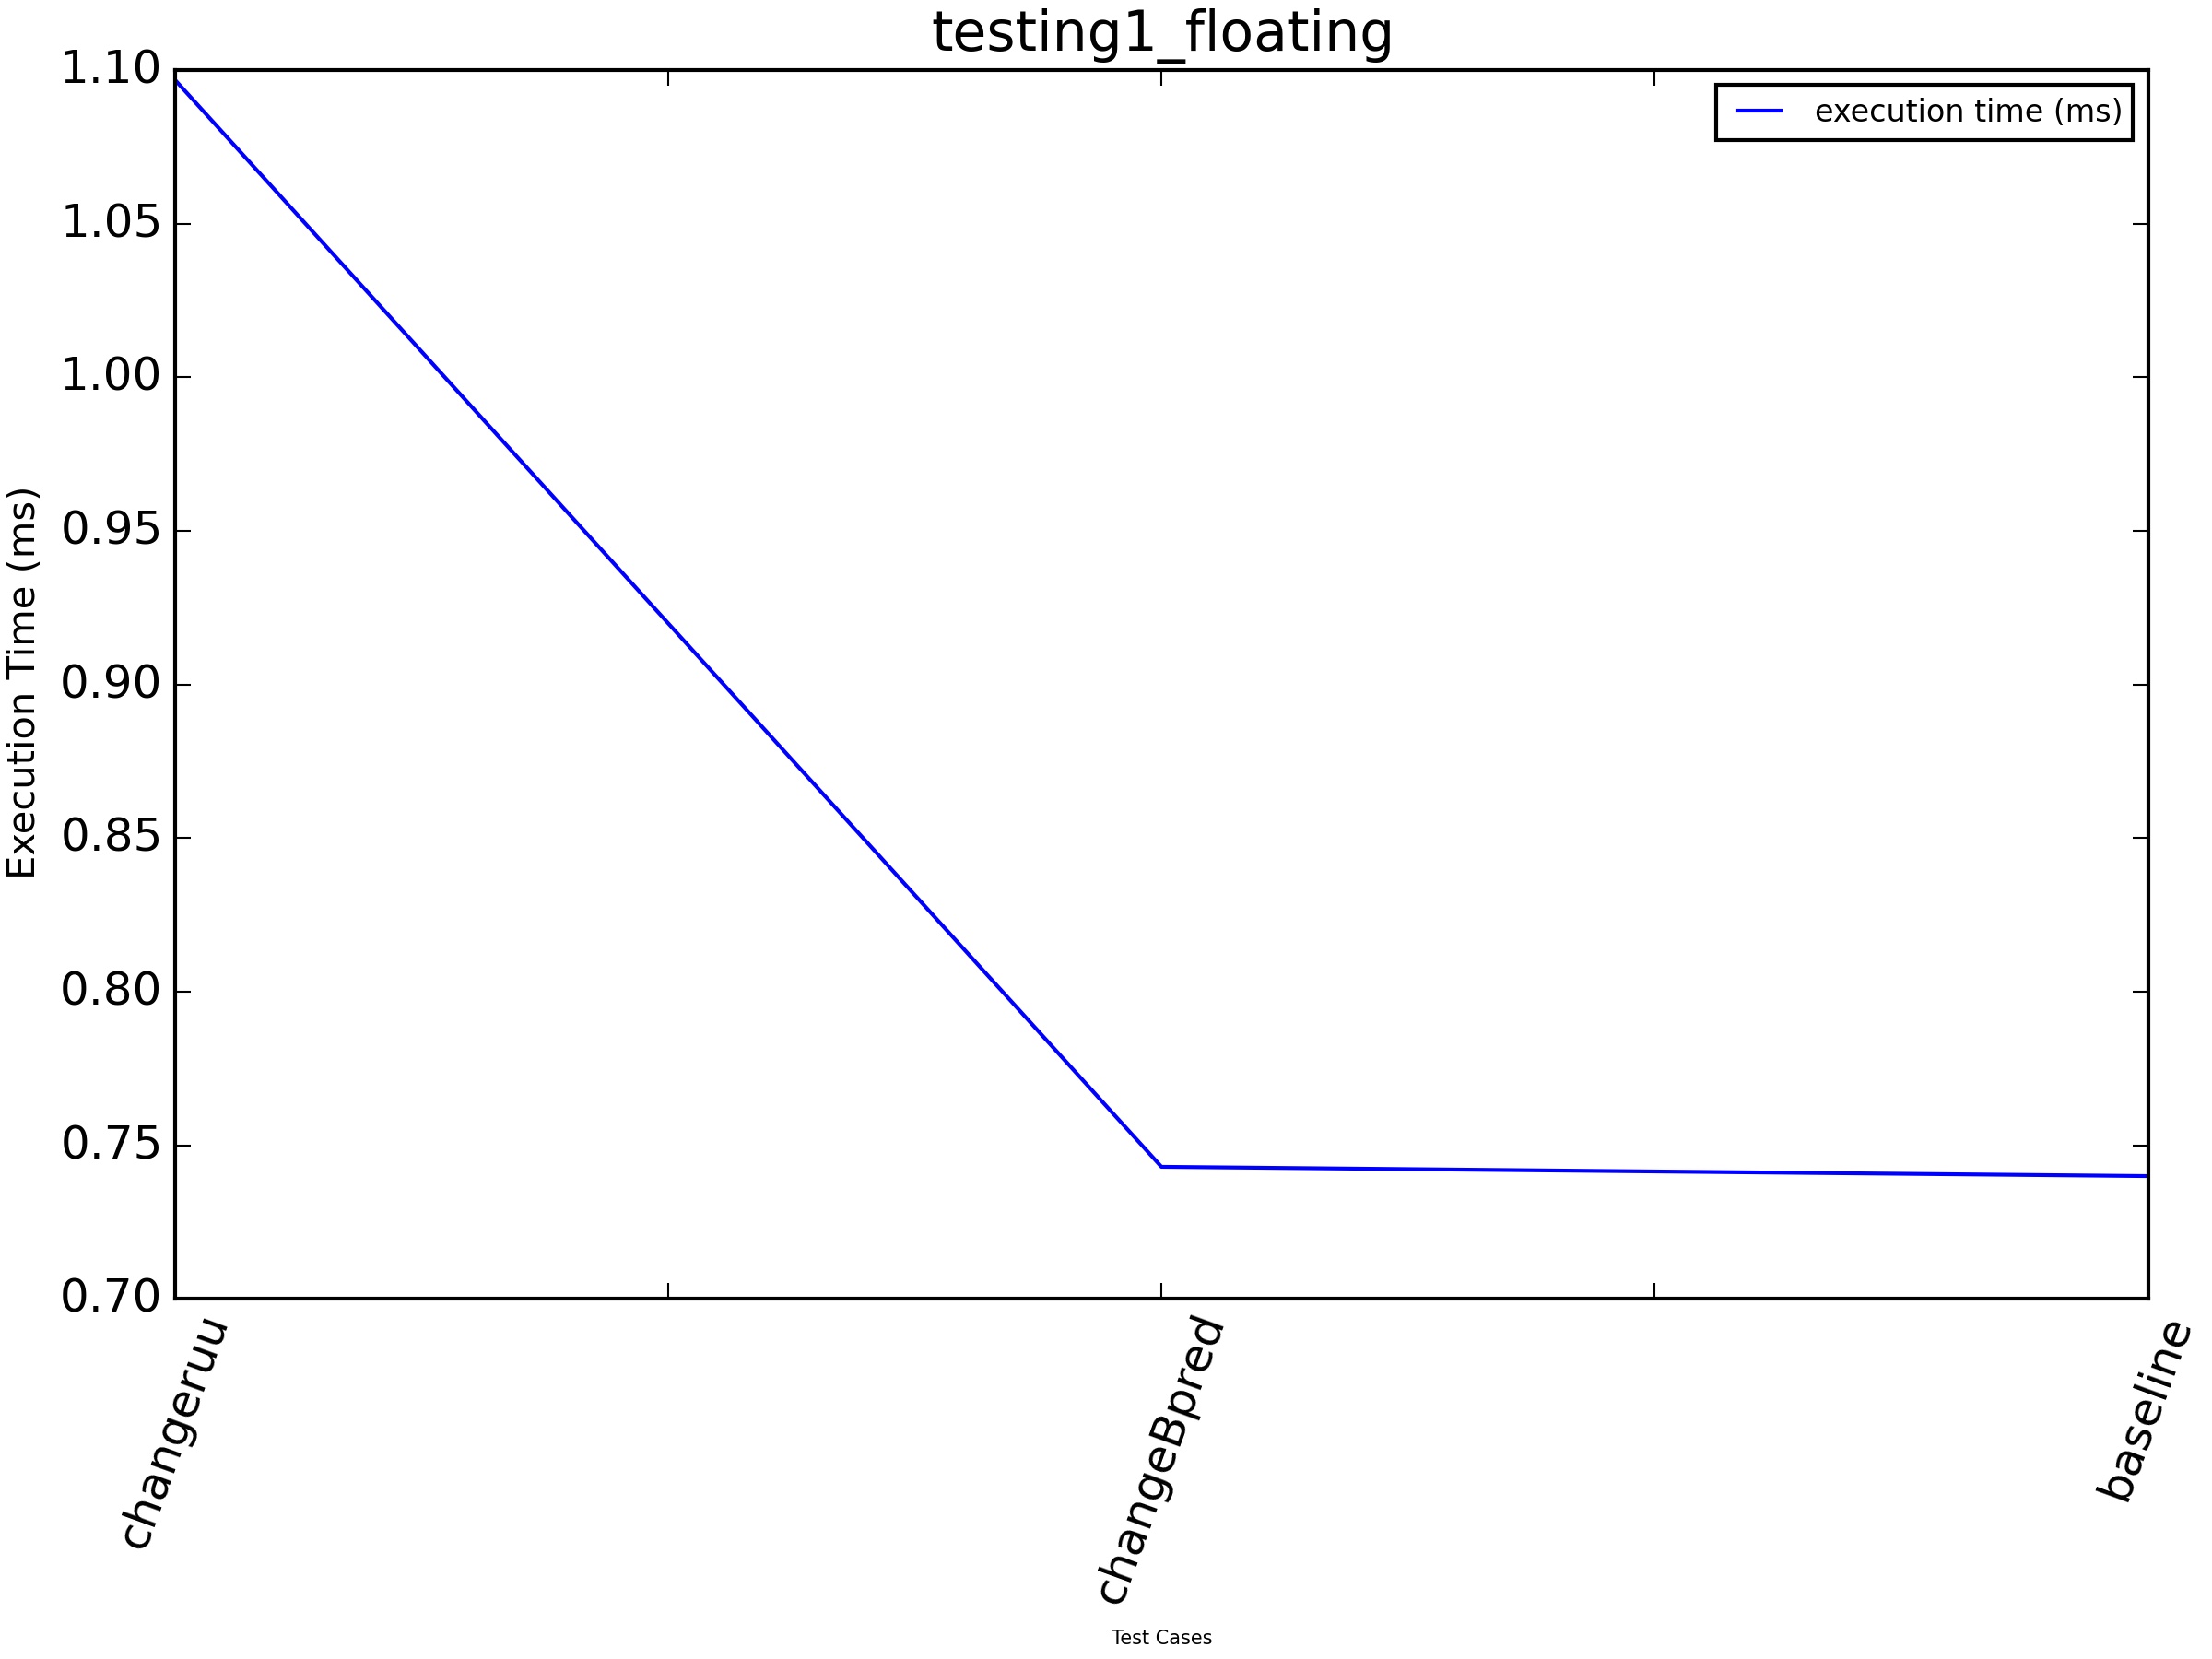 testing1_floating
execution time (ms)
1.10
1.05
1.00
0.95
0.90
0.85
0.80
0.75
0.70
Execution Time (ms)
changeruu
changeBpred
baseline
Test Cases